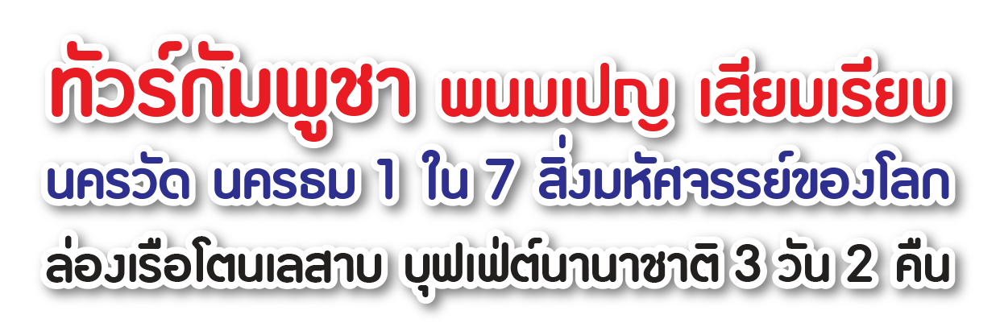 ทัวร์กัมพูชา พนมเปญ เสียมเรียบ
นครวัด นครธม 1 ใน 7 สิ่งมหัศจรรย์ของโลก
ล่องเรือโตนเลสาบ บุฟเฟ่ต์นานาชาติ 3 วัน 2 คืน